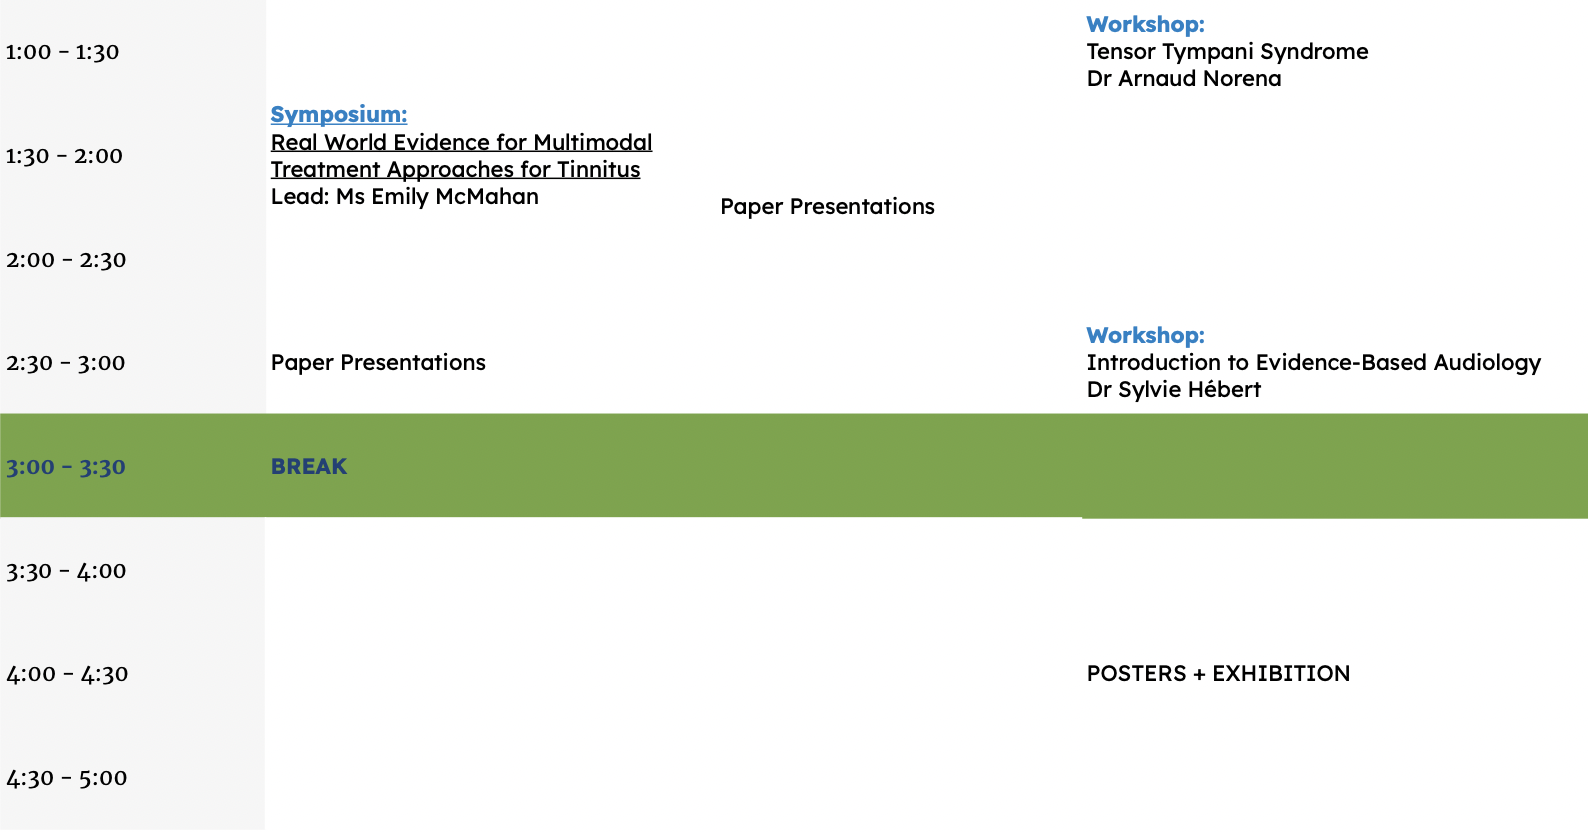 Workshop:
1:00 – 1:30
Tensor Tympani Syndrome
Dr Arnaud Norena
Symposium:
Real World Evidence for Multimodal
1:30 – 2:00
Treatment Approaches for Tinnitus
Lead: Ms Emily McMahan
Paper Presentations
2:00 – 2:30
Workshop:
2:30 – 3:00
Paper Presentations
Introduction to Evidence-Based Audiology
Dr Sylvie Hébert
3:00 – 3:30
BREAK
3:30 – 4:00
4:00 – 4:30
POSTERS + EXHIBITION
4:30 – 5:00